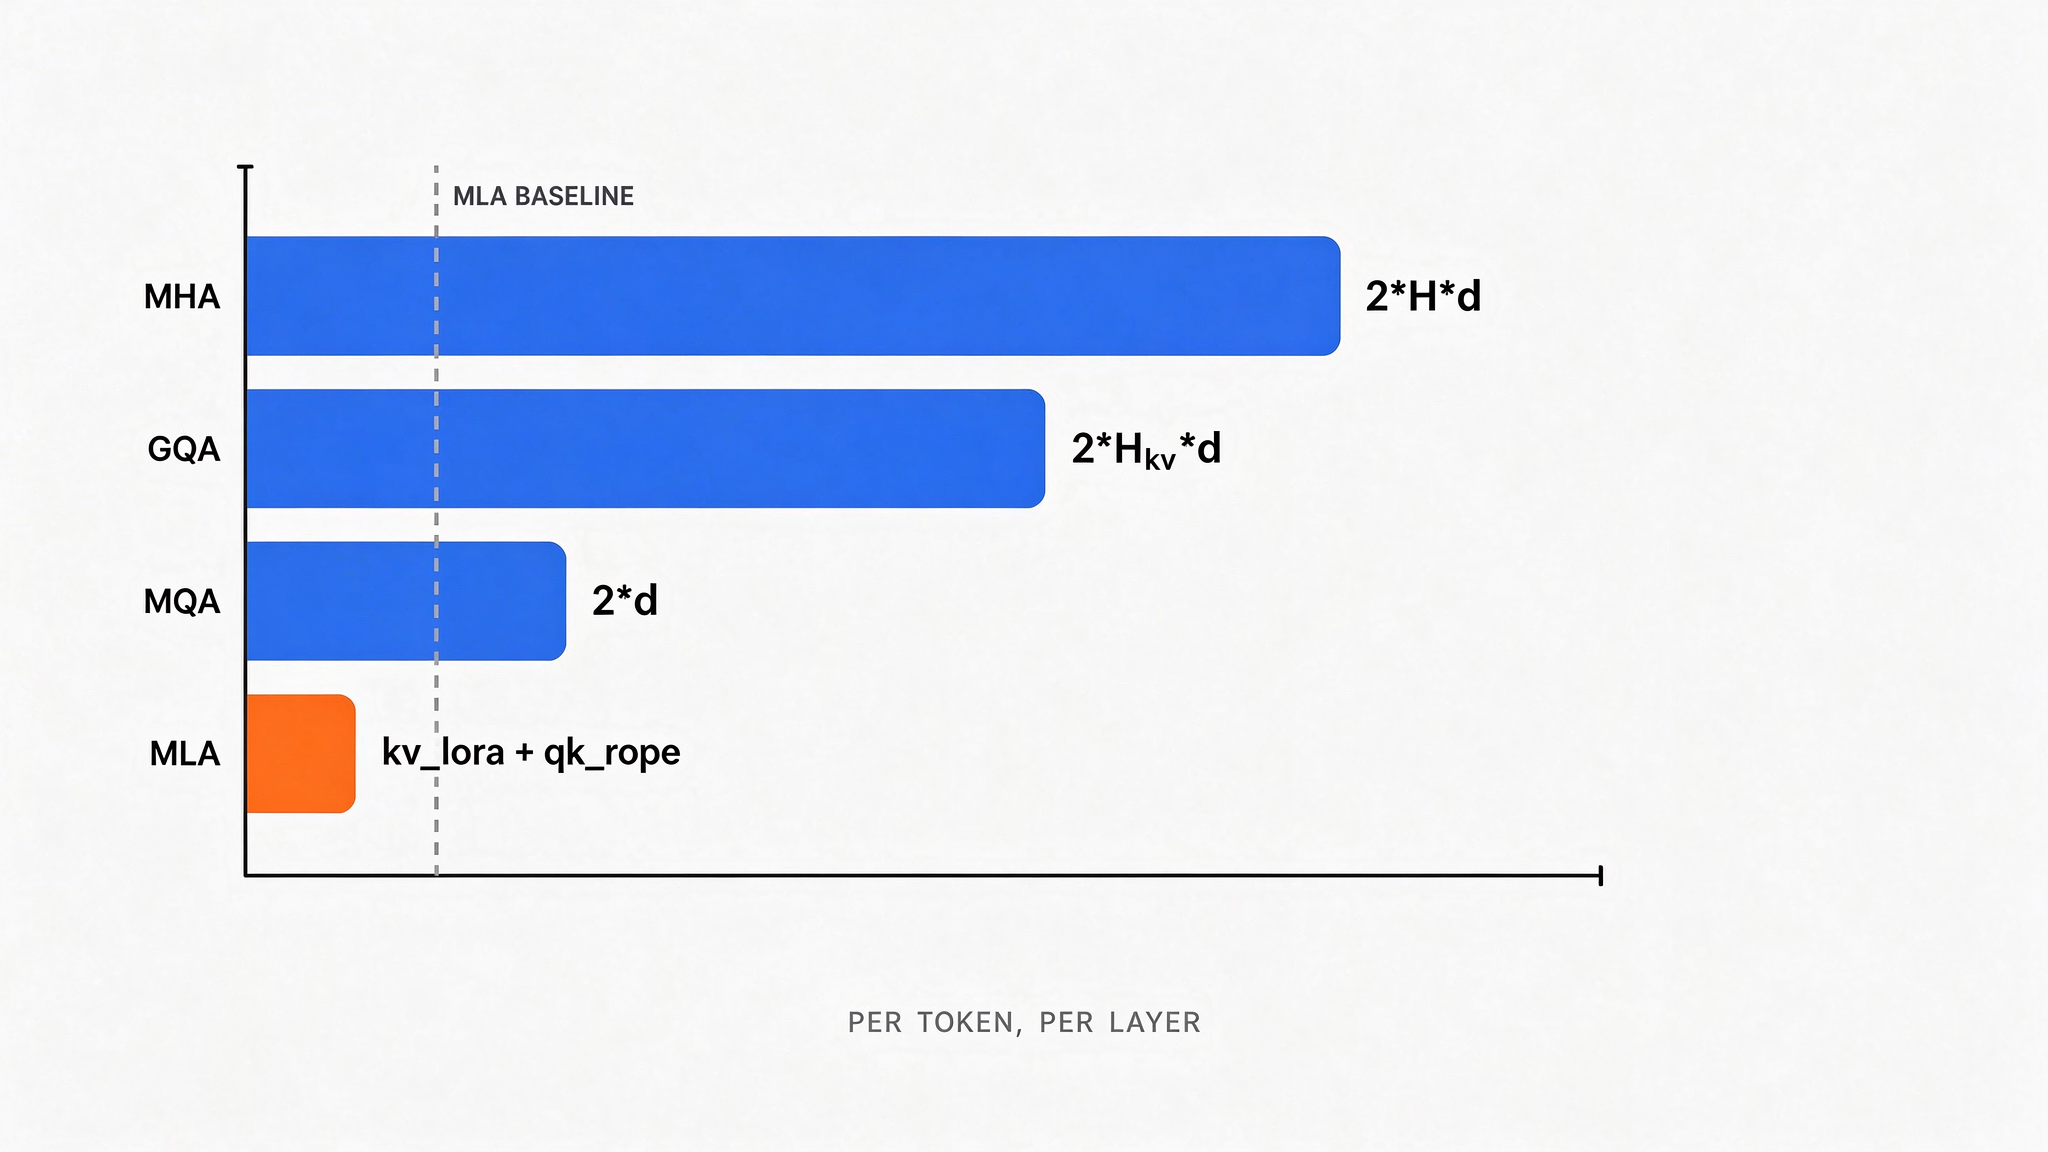 MLA BASELINE
MHA 2*H*d
GQA 2*Hkv*d
MQA 2*d
MLA kv_lora + qk_rope
PER TOKEN, PER LAYER